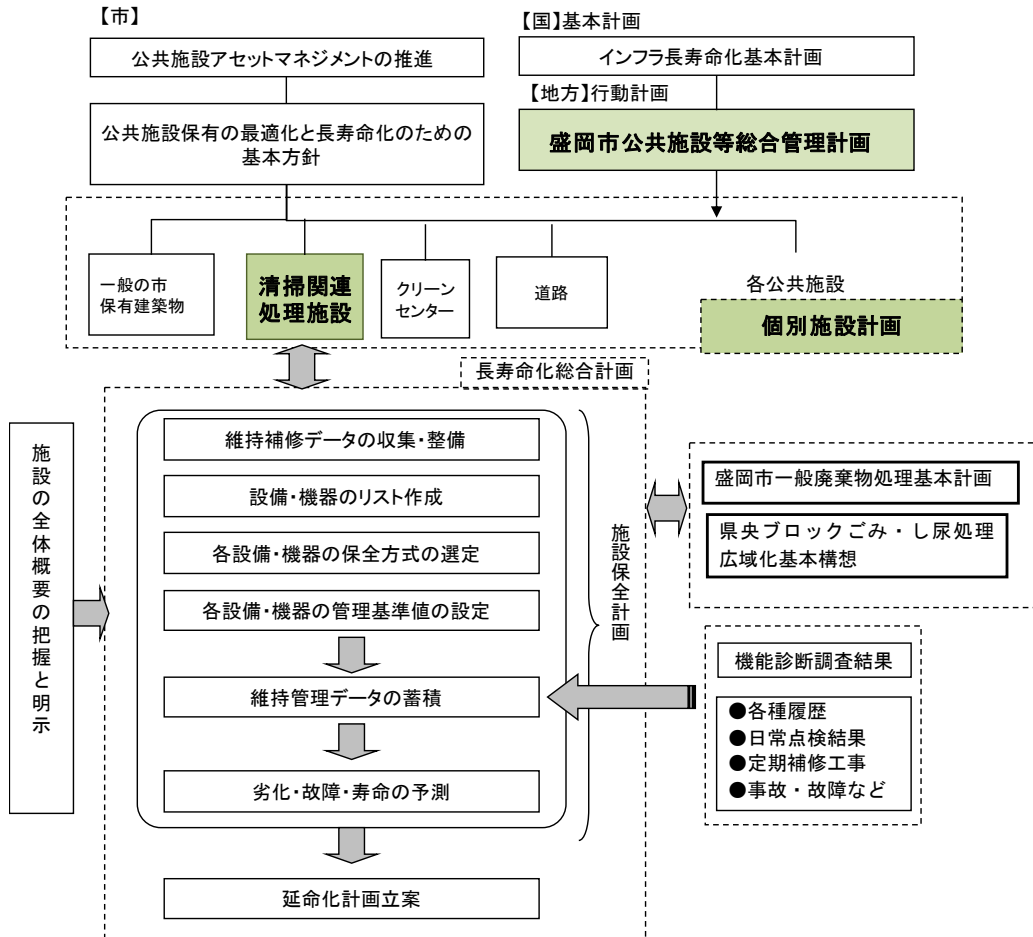 【市】
公共施設アセットマネジメントの推進
公共施設保有の最適化と長寿命化のための
基本方針
【国】基本計画
インフラ長寿命化基本計画
【地方】行動計画
盛岡市公共施設等総合管理計画
一般の市
保有建築物
清掃関連
処理施設
クリーン
センター
道路
各公共施設
個別施設計画
長寿命化総合計画
施設の全体概要の把握と明示
維持補修データの収集・整備
設備・機器のリスト作成
各設備・機器の保全方式の選定
各設備・機器の管理基準値の設定
維持管理データの蓄積
劣化・故障・寿命の予測
延命化計画立案
施設保全計画
盛岡市一般廃棄物処理基本計画
県央ブロックごみ・し尿処理
広域化基本構想
機能診断調査結果
●各種履歴
●日常点検結果
●定期補修工事
●事故・故障など